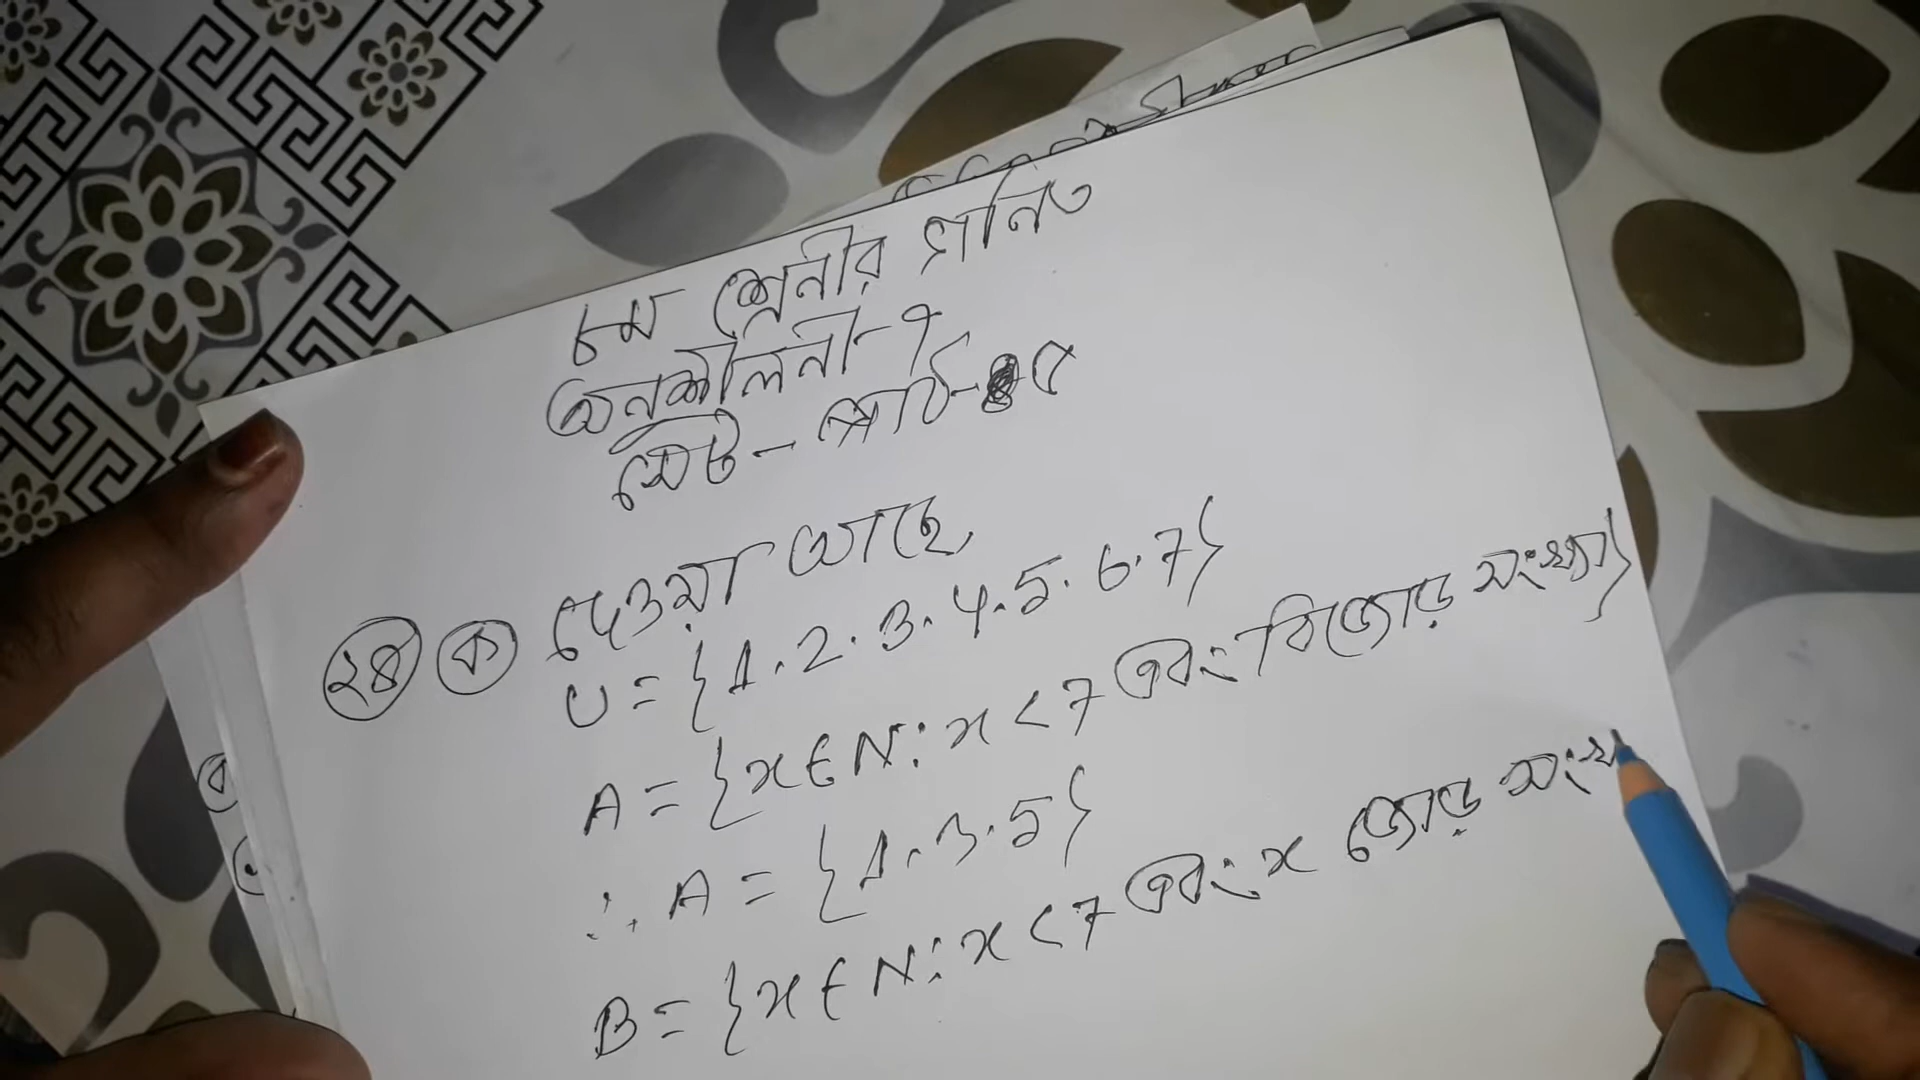 ৮ম শ্রেনীর গনিত
অনুশীলনী-৭
সেট - পাঠ-৫
২৪ ক দেওয়া আছে,
U = {1.2.3.4.5.6.7}
A = {x∈N: x<7 এবং বিজোড় সংখ্যা}
∴ A = {1.3.5}
B = {x∈N: x<7 এবং x জোড় সংখ